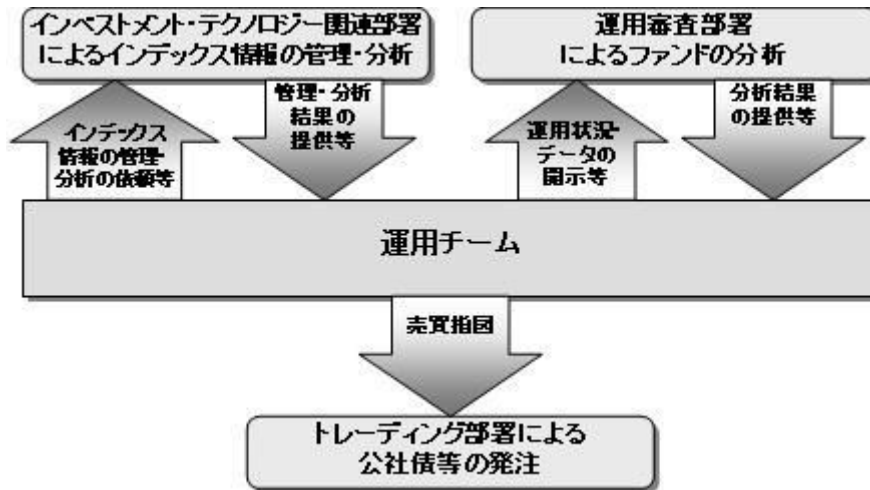 インベストメント・テクノロジー関連部署
によるインデックス情報の管理・分析
運用審査部署
によるファンドの分析
インデックス
情報の管理・
分析の依頼等
管理・分析
結果の
提供等
運用状況・
データの
開示等
分析結果
の提供等
運用チーム
売買指図
トレーディング部署による
公社債等の発注